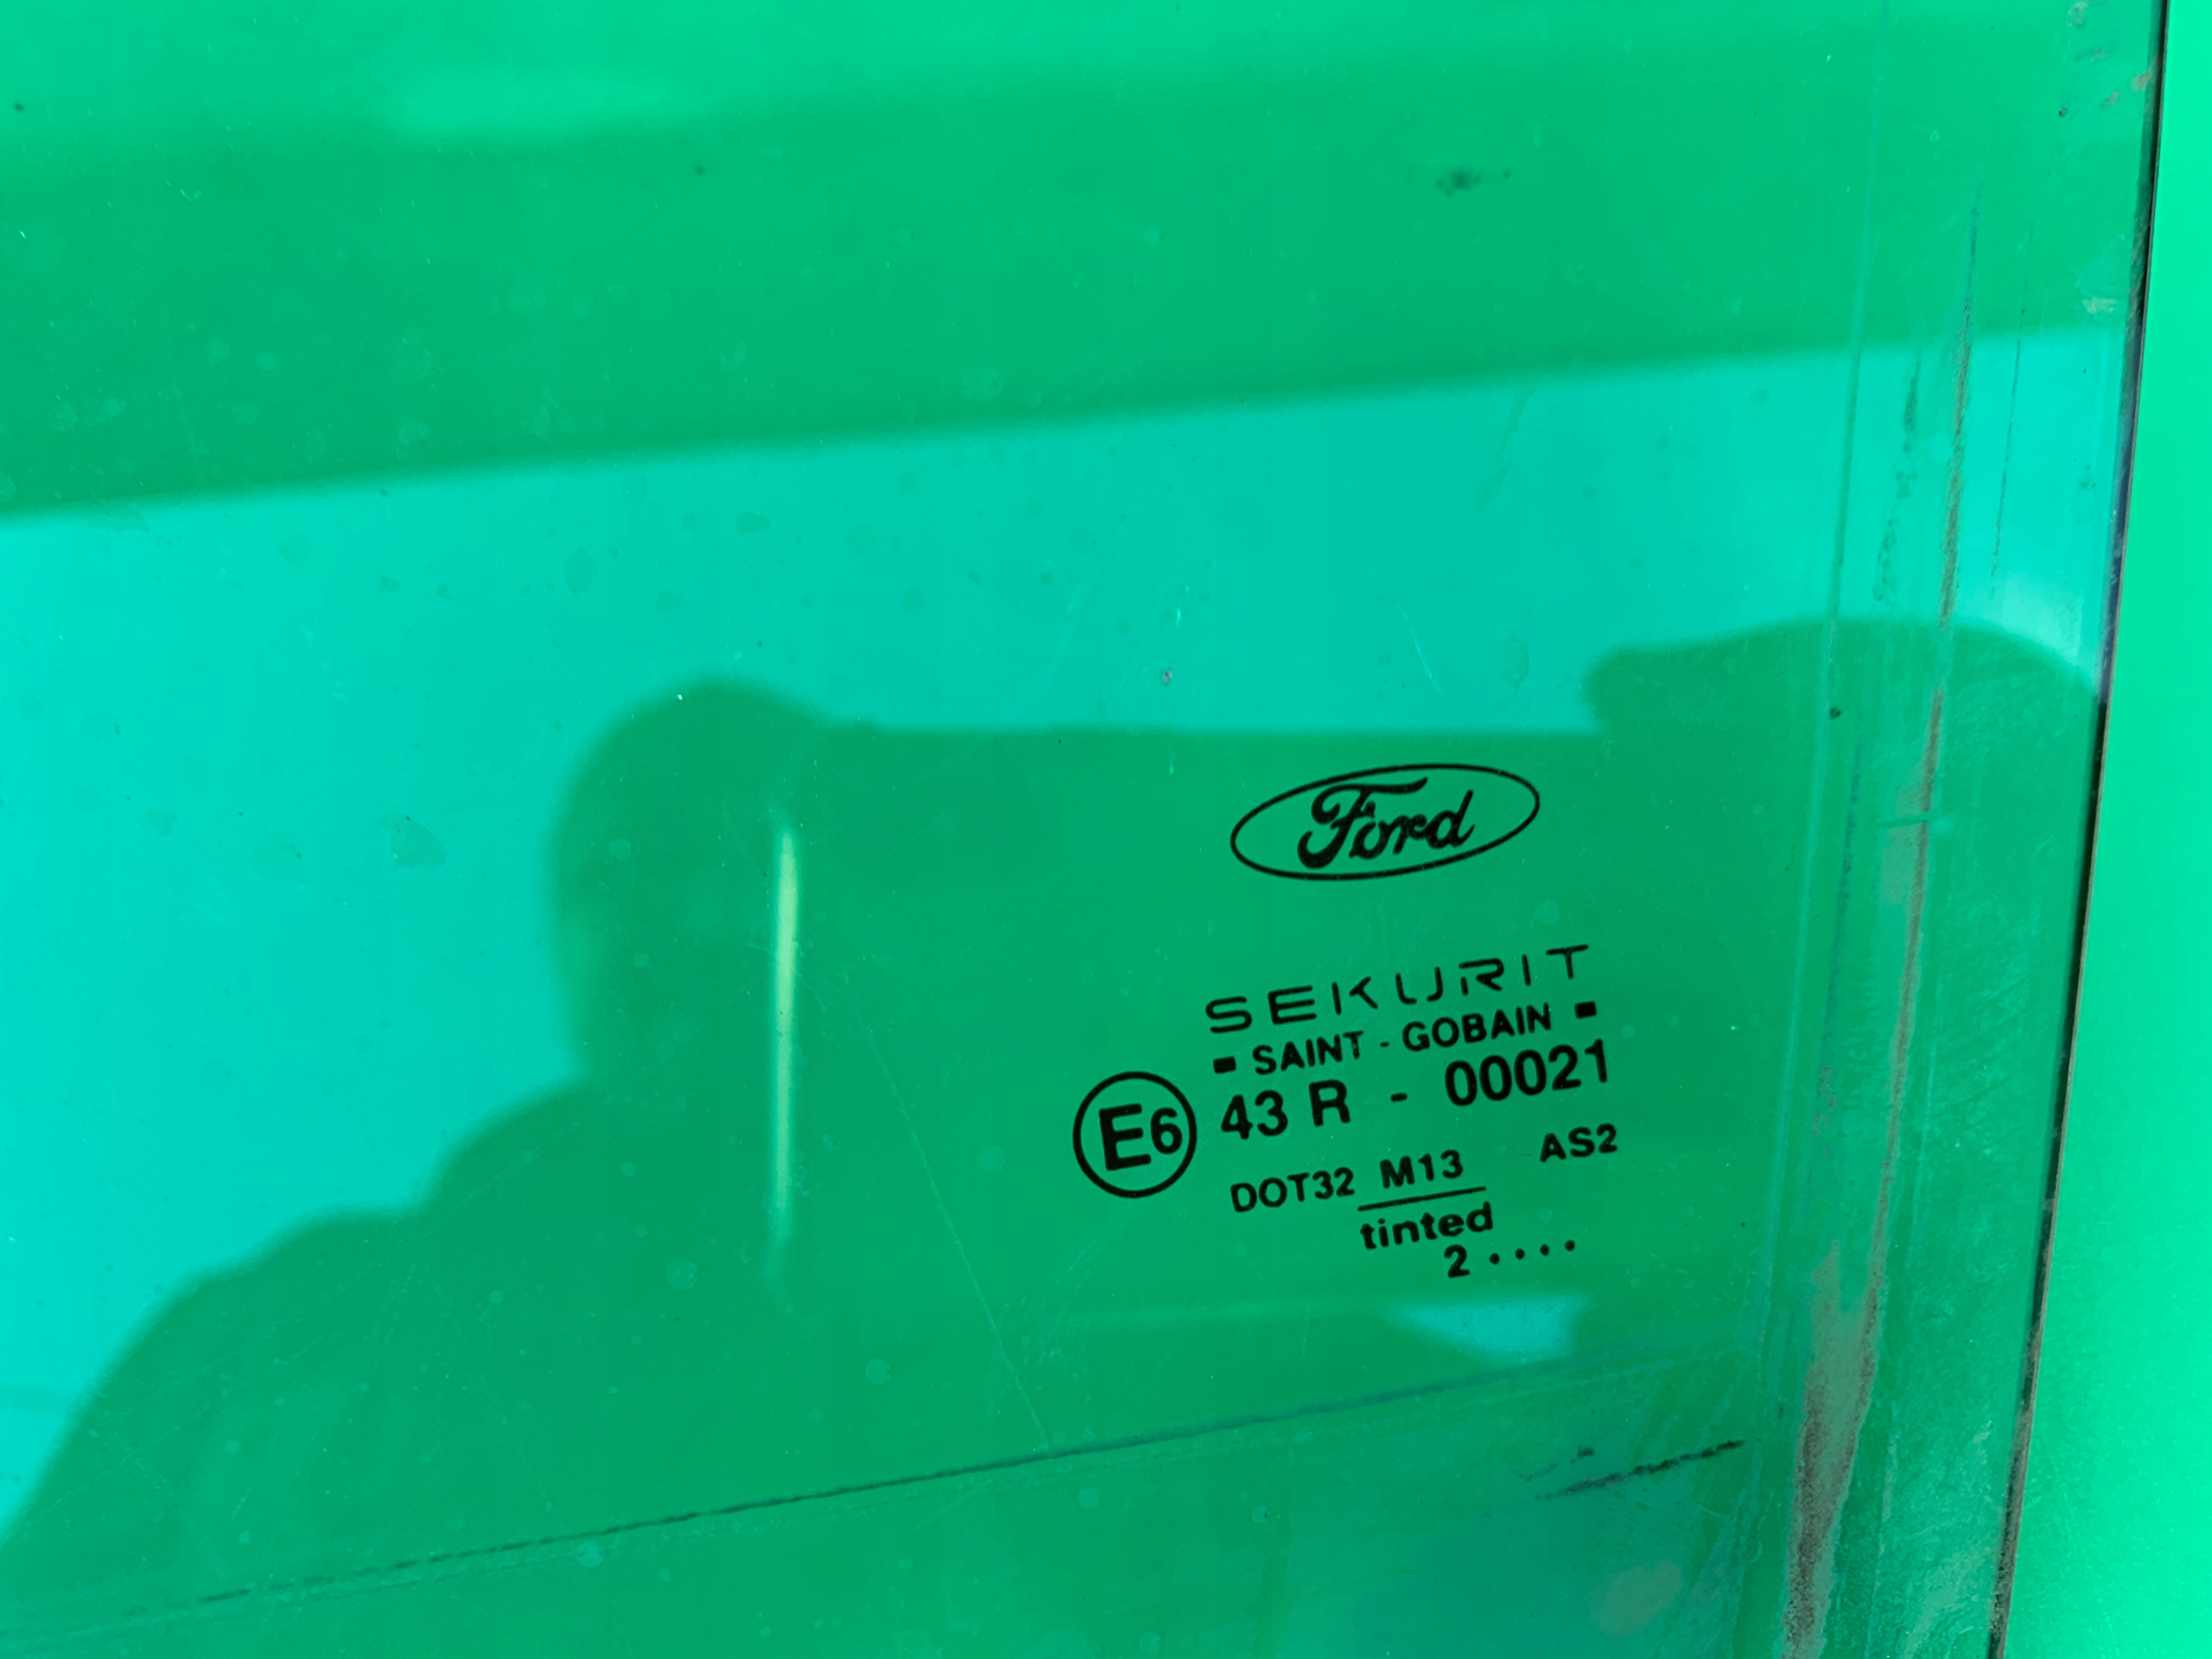 Ford
SEKURIT
▪ SAINT - GOBAIN ▪
E6 43 R - 00021
DOT32 M13 AS2
tinted
2 ....